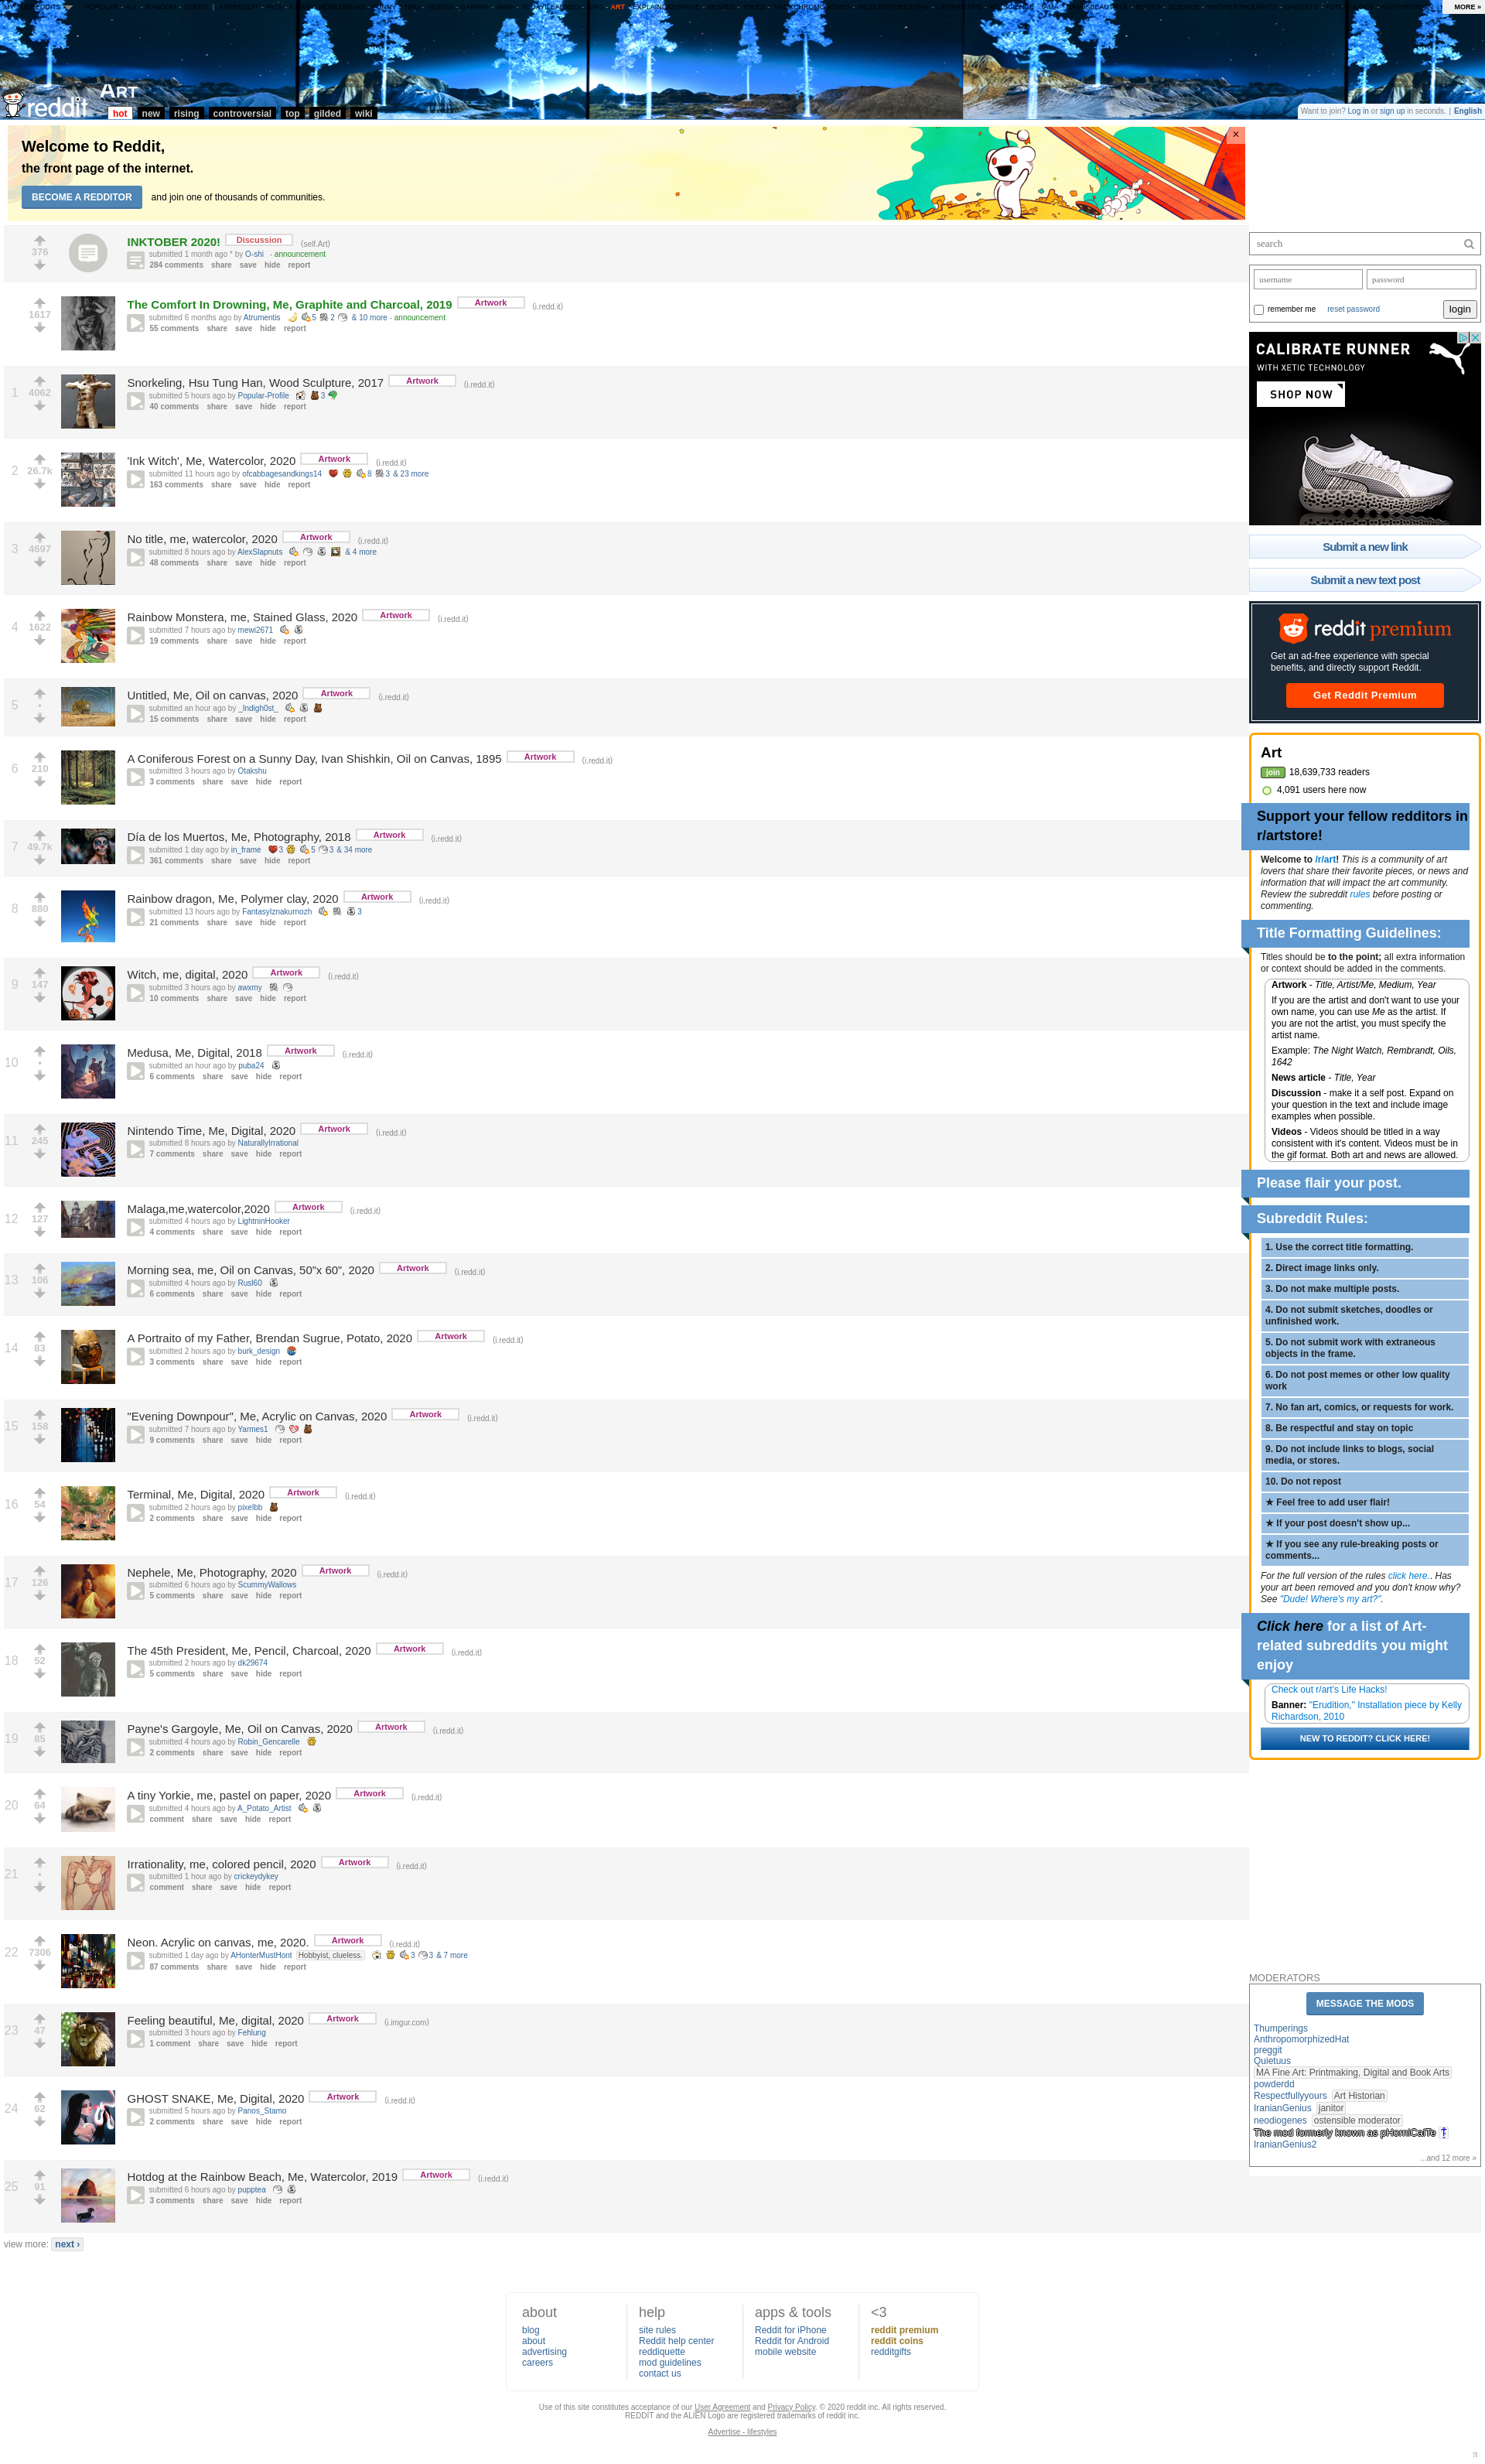 ART
MORE »
reddit
Art
hot new rising controversial top gilded wiki
Want to join? Log in or sign up in seconds. | English
Welcome to Reddit,
the front page of the internet.
BECOME A REDDITOR and join one of thousands of communities.
×
376
INKTOBER 2020! Discussion (self.Art)
submitted 1 month ago * by O-shi - announcement
284 comments share save hide report
1617
The Comfort In Drowning, Me, Graphite and Charcoal, 2019 Artwork (i.redd.it)
submitted 6 months ago by Atrumentis 5 2 & 10 more - announcement
55 comments share save hide report
1 4062
Snorkeling, Hsu Tung Han, Wood Sculpture, 2017 Artwork (i.redd.it)
submitted 5 hours ago by Popular-Profile 3
40 comments share save hide report
2 26.7k
'Ink Witch', Me, Watercolor, 2020 Artwork (i.redd.it)
submitted 11 hours ago by ofcabbagesandkings14 8 3 & 23 more
163 comments share save hide report
3 4697
No title, me, watercolor, 2020 Artwork (i.redd.it)
submitted 8 hours ago by AlexSlapnuts & 4 more
48 comments share save hide report
4 1622
Rainbow Monstera, me, Stained Glass, 2020 Artwork (i.redd.it)
submitted 7 hours ago by mewi2671
19 comments share save hide report
5 •
Untitled, Me, Oil on canvas, 2020 Artwork (i.redd.it)
submitted an hour ago by _Indigh0st_
15 comments share save hide report
6 210
A Coniferous Forest on a Sunny Day, Ivan Shishkin, Oil on Canvas, 1895 Artwork (i.redd.it)
submitted 3 hours ago by Otakshu
3 comments share save hide report
7 49.7k
Día de los Muertos, Me, Photography, 2018 Artwork (i.redd.it)
submitted 1 day ago by in_frame 3 5 3 & 34 more
361 comments share save hide report
8 880
Rainbow dragon, Me, Polymer clay, 2020 Artwork (i.redd.it)
submitted 13 hours ago by FantasyIznakurnozh 3
21 comments share save hide report
9 147
Witch, me, digital, 2020 Artwork (i.redd.it)
submitted 3 hours ago by awxmy
10 comments share save hide report
10 •
Medusa, Me, Digital, 2018 Artwork (i.redd.it)
submitted an hour ago by puba24
6 comments share save hide report
11 245
Nintendo Time, Me, Digital, 2020 Artwork (i.redd.it)
submitted 8 hours ago by NaturallyIrrational
7 comments share save hide report
12 127
Malaga,me,watercolor,2020 Artwork (i.redd.it)
submitted 4 hours ago by LightninHooker
4 comments share save hide report
13 106
Morning sea, me, Oil on Canvas, 50”x 60”, 2020 Artwork (i.redd.it)
submitted 4 hours ago by Rusl60
6 comments share save hide report
14 83
A Portraito of my Father, Brendan Sugrue, Potato, 2020 Artwork (i.redd.it)
submitted 2 hours ago by burk_design
3 comments share save hide report
15 158
"Evening Downpour", Me, Acrylic on Canvas, 2020 Artwork (i.redd.it)
submitted 7 hours ago by Yarmes1
9 comments share save hide report
16 54
Terminal, Me, Digital, 2020 Artwork (i.redd.it)
submitted 2 hours ago by pixelbb
2 comments share save hide report
17 126
Nephele, Me, Photography, 2020 Artwork (i.redd.it)
submitted 6 hours ago by ScummyWallows
5 comments share save hide report
18 52
The 45th President, Me, Pencil, Charcoal, 2020 Artwork (i.redd.it)
submitted 2 hours ago by dk29674
5 comments share save hide report
19 85
Payne's Gargoyle, Me, Oil on Canvas, 2020 Artwork (i.redd.it)
submitted 4 hours ago by Robin_Gencarelle
2 comments share save hide report
20 64
A tiny Yorkie, me, pastel on paper, 2020 Artwork (i.redd.it)
submitted 4 hours ago by A_Potato_Artist
comment share save hide report
21 •
Irrationality, me, colored pencil, 2020 Artwork (i.redd.it)
submitted 1 hour ago by crickeydykey
comment share save hide report
22 7306
Neon. Acrylic on canvas, me, 2020. Artwork (i.redd.it)
submitted 1 day ago by AHonterMustHont Hobbyist, clueless. 3 3 & 7 more
87 comments share save hide report
23 47
Feeling beautiful, Me, digital, 2020 Artwork (i.imgur.com)
submitted 3 hours ago by Fehlung
1 comment share save hide report
24 62
GHOST SNAKE, Me, Digital, 2020 Artwork (i.redd.it)
submitted 5 hours ago by Panos_Stamo
2 comments share save hide report
25 91
Hotdog at the Rainbow Beach, Me, Watercolor, 2019 Artwork (i.redd.it)
submitted 6 hours ago by pupptea
3 comments share save hide report
view more: next ›
search
username password
remember me reset password login
CALIBRATE RUNNER
WITH XETIC TECHNOLOGY
SHOP NOW
Submit a new link
Submit a new text post
reddit premium
Get an ad-free experience with special
benefits, and directly support Reddit.
Get Reddit Premium
Art
join 18,639,733 readers
4,091 users here now
Support your fellow redditors in
r/artstore!
Welcome to /r/art! This is a community of art
lovers that share their favorite pieces, or news and
information that will impact the art community.
Review the subreddit rules before posting or
commenting.
Title Formatting Guidelines:
Titles should be to the point; all extra information
or context should be added in the comments.
Artwork - Title, Artist/Me, Medium, Year
If you are the artist and don't want to use your
own name, you can use Me as the artist. If
you are not the artist, you must specify the
artist name.
Example: The Night Watch, Rembrandt, Oils,
1642
News article - Title, Year
Discussion - make it a self post. Expand on
your question in the text and include image
examples when possible.
Videos - Videos should be titled in a way
consistent with it's content. Videos must be in
the gif format. Both art and news are allowed.
Please flair your post.
Subreddit Rules:
1. Use the correct title formatting.
2. Direct image links only.
3. Do not make multiple posts.
4. Do not submit sketches, doodles or
unfinished work.
5. Do not submit work with extraneous
objects in the frame.
6. Do not post memes or other low quality
work
7. No fan art, comics, or requests for work.
8. Be respectful and stay on topic
9. Do not include links to blogs, social
media, or stores.
10. Do not repost
★ Feel free to add user flair!
★ If your post doesn't show up...
★ If you see any rule-breaking posts or
comments...
For the full version of the rules click here.. Has
your art been removed and you don't know why?
See "Dude! Where's my art?".
Click here for a list of Art-
related subreddits you might
enjoy
Check out r/art's Life Hacks!
Banner: "Erudition," Installation piece by Kelly
Richardson, 2010
NEW TO REDDIT? CLICK HERE!
MODERATORS
MESSAGE THE MODS
Thumperings
AnthropomorphizedHat
preggit
Quietuus
MA Fine Art: Printmaking, Digital and Book Arts
powderdd
Respectfullyyours Art Historian
IranianGenius janitor
neodiogenes ostensible moderator
The mod formerly known as pHorniCaiTe
IranianGenius2
...and 12 more »
about
blog
about
advertising
careers
help
site rules
Reddit help center
reddiquette
mod guidelines
contact us
apps & tools
Reddit for iPhone
Reddit for Android
mobile website
<3
reddit premium
reddit coins
redditgifts
Use of this site constitutes acceptance of our User Agreement and Privacy Policy. © 2020 reddit inc. All rights reserved.
REDDIT and the ALIEN Logo are registered trademarks of reddit inc.
Advertise - lifestyles
π